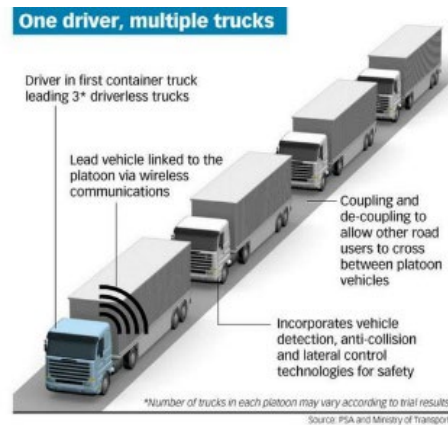 One driver, multiple trucks
Driver in first container truck
leading 3* driverless trucks
Lead vehicle linked to the
platoon via wireless
communications
Coupling and
de-coupling to
allow other road
users to cross
between platoon
vehicles
Incorporates vehicle
detection, anti-collision
and lateral control
technologies for safety
*Number of trucks in each platoon may vary according to trial results
Source: PSA and Ministry of Transport